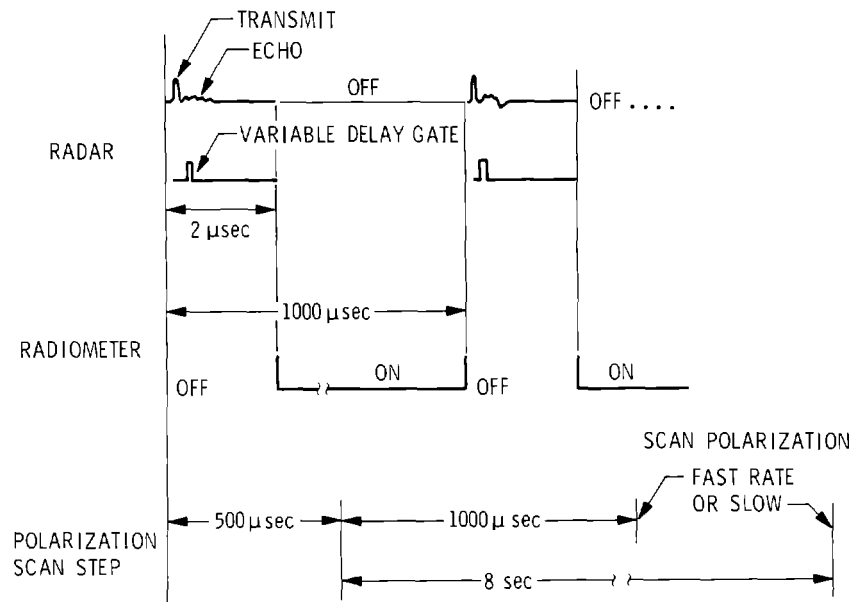 TRANSMIT
ECHO
OFF
OFF ....
VARIABLE DELAY GATE
RADAR
2 μsec
1000 μsec
RADIOMETER
OFF
ON
OFF
ON
SCAN POLARIZATION
FAST RATE
OR SLOW
500 μsec
1000 μsec
POLARIZATION
SCAN STEP
8 sec